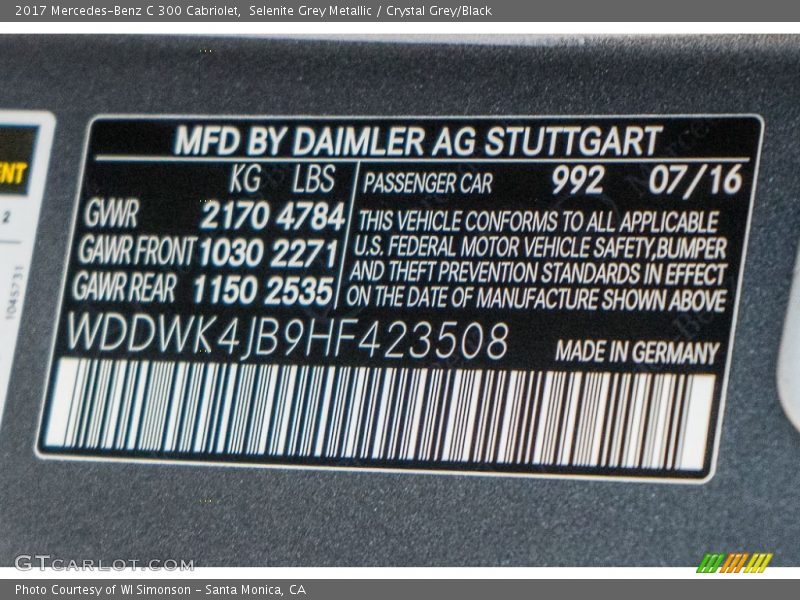 2017 Mercedes-Benz C 300 Cabriolet, Selenite Grey Metallic / Crystal Grey/Black
ENT
2
1045231
MFD BY DAIMLER AG STUTTGART
KG LBS
GVWR 2170 4784
GAWR FRONT 1030 2271
GAWR REAR 1150 2535
PASSENGER CAR 992 07/16
THIS VEHICLE CONFORMS TO ALL APPLICABLE
U.S. FEDERAL MOTOR VEHICLE SAFETY,BUMPER
AND THEFT PREVENTION STANDARDS IN EFFECT
ON THE DATE OF MANUFACTURE SHOWN ABOVE
WDDWK4JB9HF423508
MADE IN GERMANY
GTCARLOT.COM
Photo Courtesy of WI Simonson - Santa Monica, CA